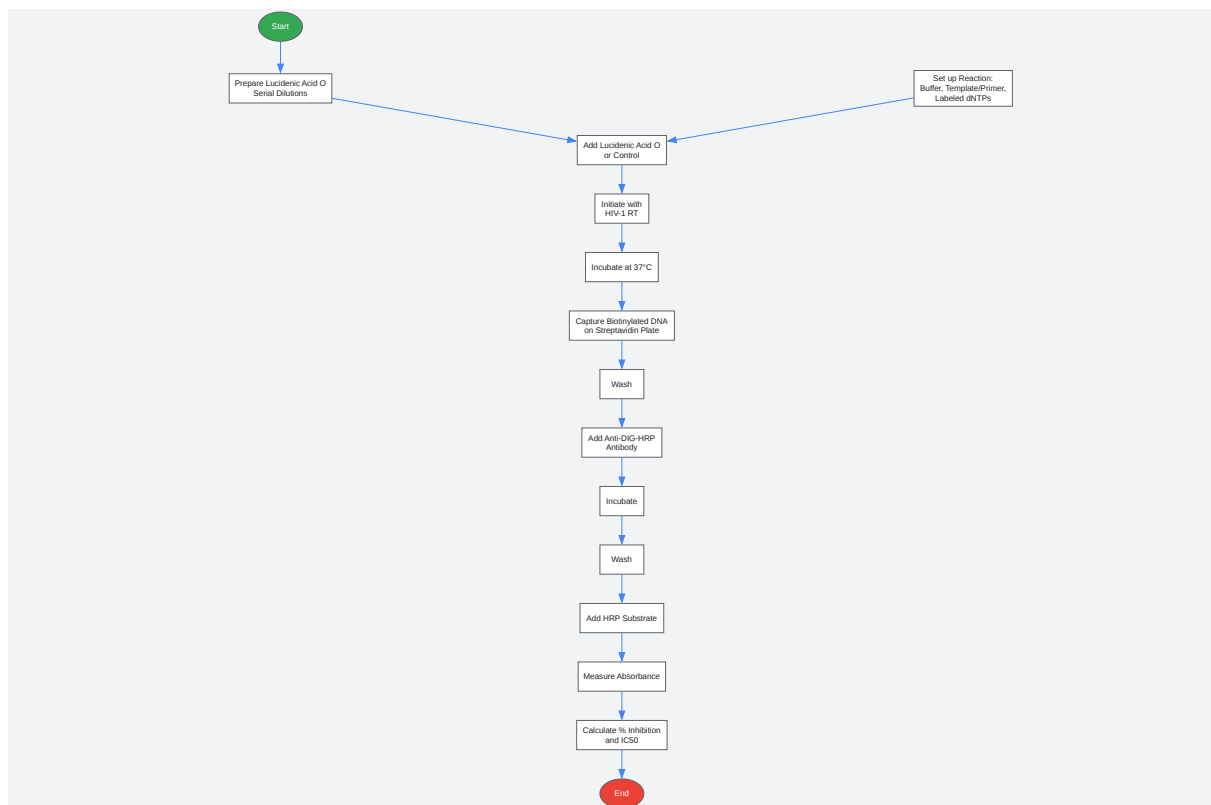 Start
Prepare Lucidenic Acid O
Serial Dilutions
Set up Reaction:
Buffer, Template/Primer,
Labeled dNTPs
Add Lucidenic Acid O
or Control
Initiate with
HIV-1 RT
Incubate at 37°C
Capture Biotinylated DNA
on Streptavidin Plate
Wash
Add Anti-DIG-HRP
Antibody
Incubate
Wash
Add HRP Substrate
Measure Absorbance
Calculate % Inhibition
and IC50
End